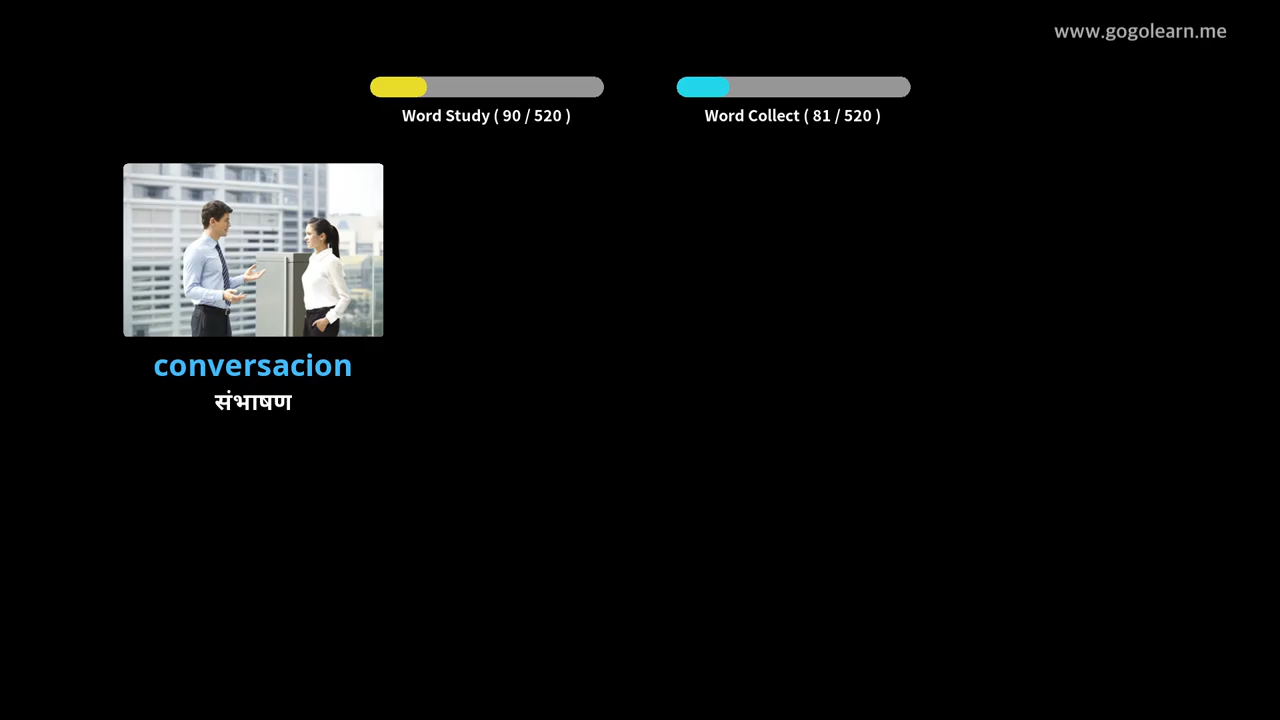 www.gogolearn.me
Word Study ( 90 / 520 )
Word Collect ( 81 / 520 )
conversacion
संभाषण